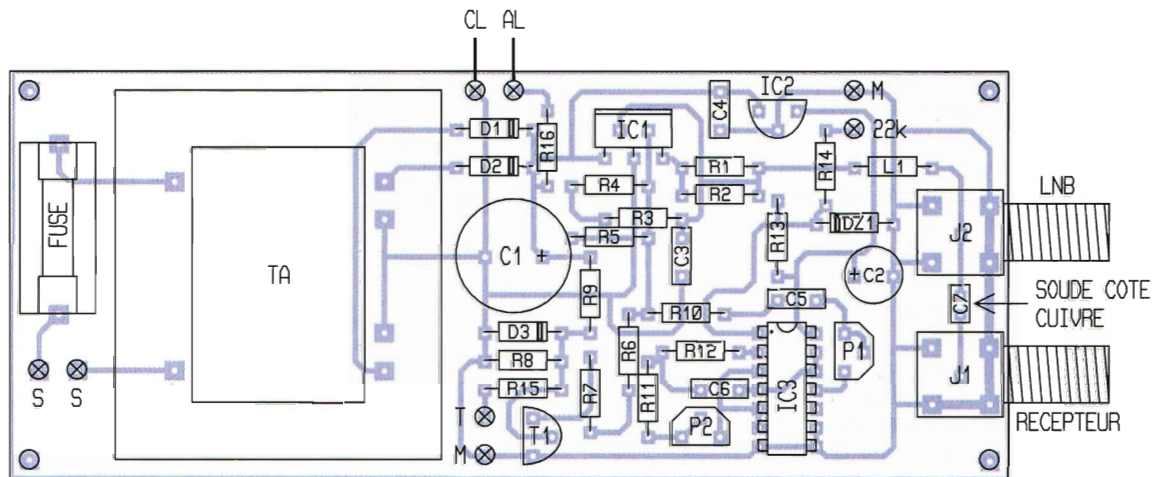 CL AL
IC2
M
C4
22k
D1
R16
IC1
R14
L1
D2
R1
R4
R2
LNB
FUSE
R3
R13
DZ1
J2
R5
C1 +
C3
+ C2
TA
R9
C5
C7
SOUDE COTE
CUIVRE
R10
D3
R6
R12
P1
R8
J1
R15
R7
R11
C6
IC3
S S
T
P2
RECEPTEUR
T1
M